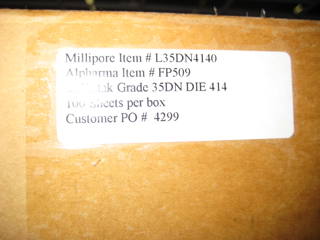 Millipore Item # L35DN4140
Alpharma Item # FP509
Grade 35DN DIE 414
100 Sheets per box
Customer PO # 4299